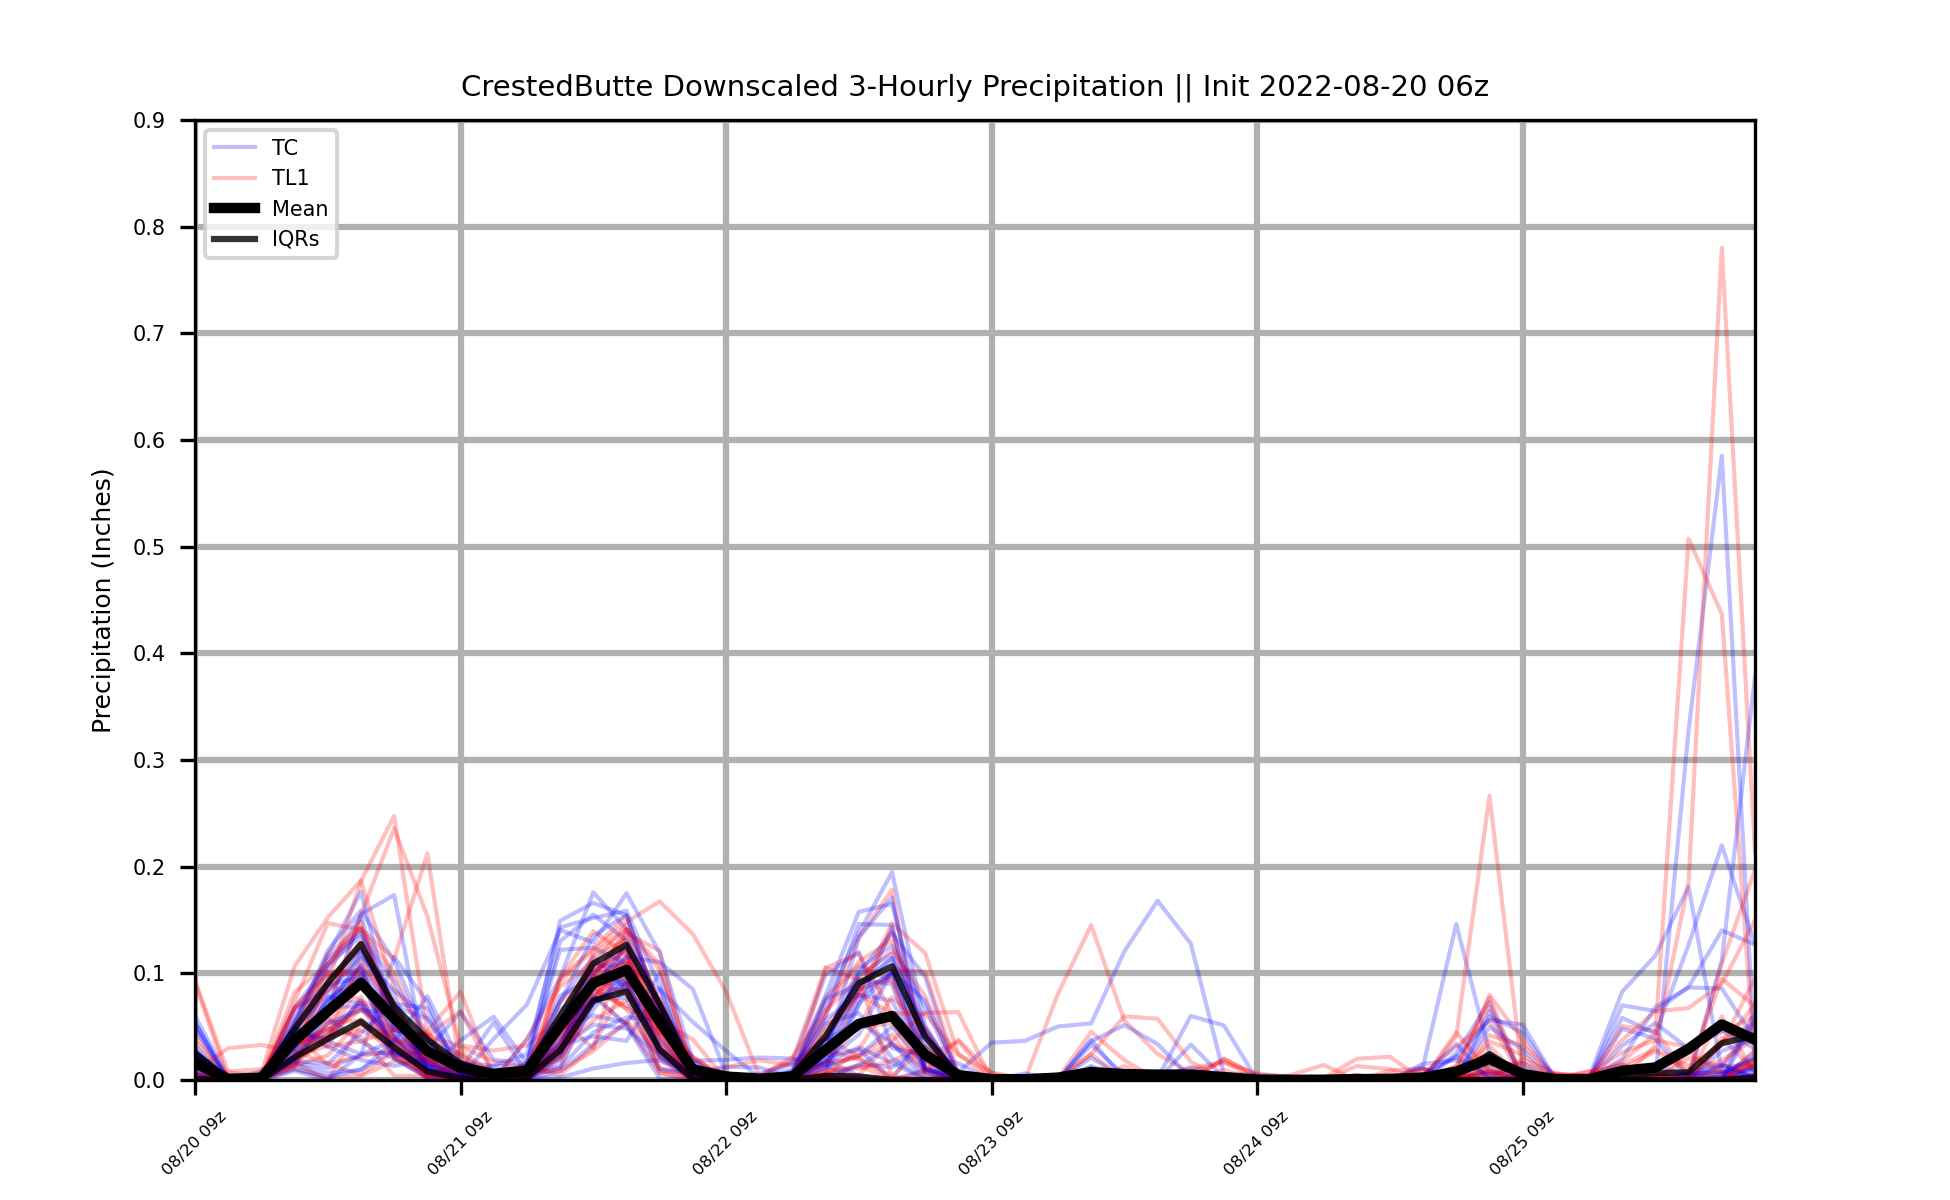 CrestedButte Downscaled 3-Hourly Precipitation || Init 2022-08-20 06z
0.9
0.8
0.7
0.6
0.5
0.4
0.3
0.2
0.1
0.0
Precipitation (Inches)
TC
TL1
Mean
IQRs
08/20 09z
08/21 09z
08/22 09z
08/23 09z
08/24 09z
08/25 09z